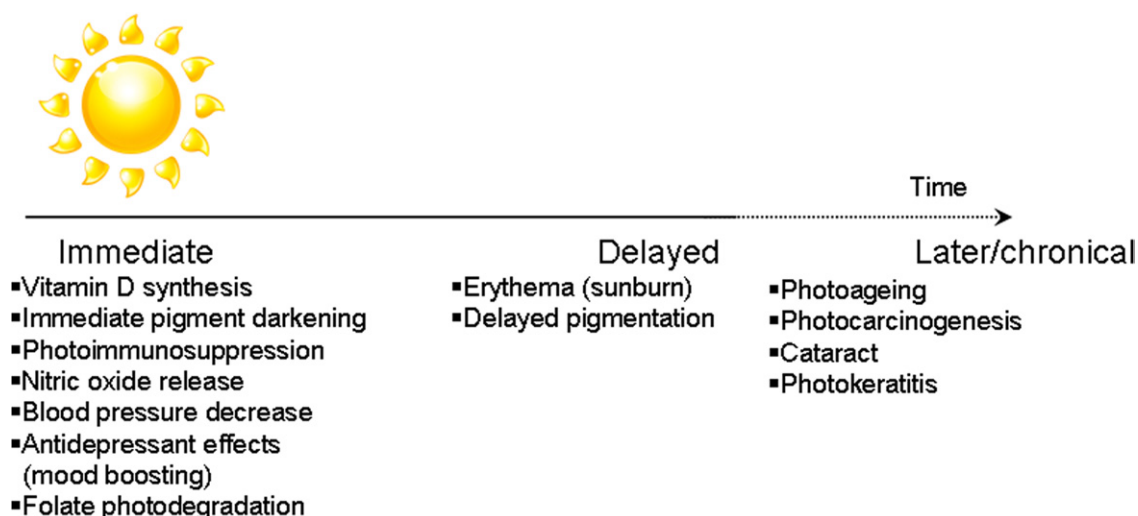 Time
Immediate
▪Vitamin D synthesis
▪Immediate pigment darkening
▪Photoimmunosuppression
▪Nitric oxide release
▪Blood pressure decrease
▪Antidepressant effects
(mood boosting)
▪Folate photodegradation
Delayed
▪Erythema (sunburn)
▪Delayed pigmentation
Later/chronical
▪Photoageing
▪Photocarcinogenesis
▪Cataract
▪Photokeratitis